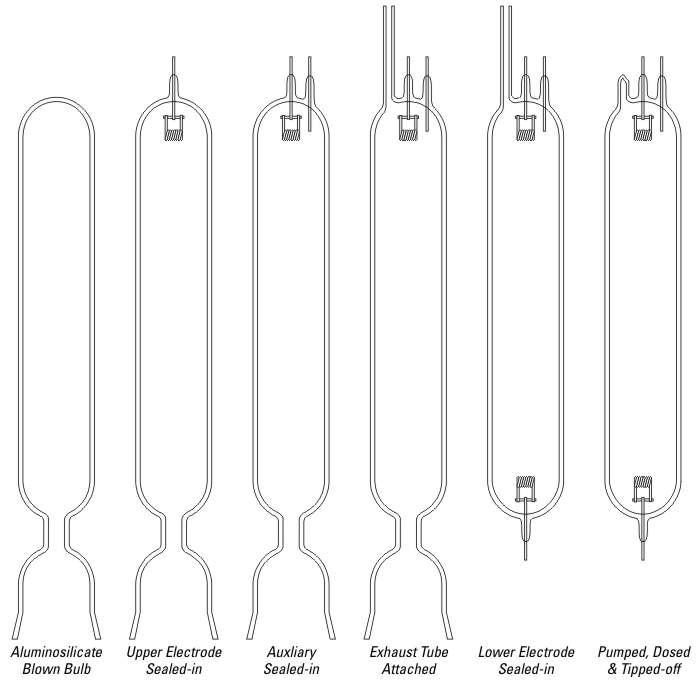 Aluminosilicate
Blown Bulb
Upper Electrode
Sealed-in
Auxliary
Sealed-in
Exhaust Tube
Attached
Lower Electrode
Sealed-in
Pumped, Dosed
& Tipped-off